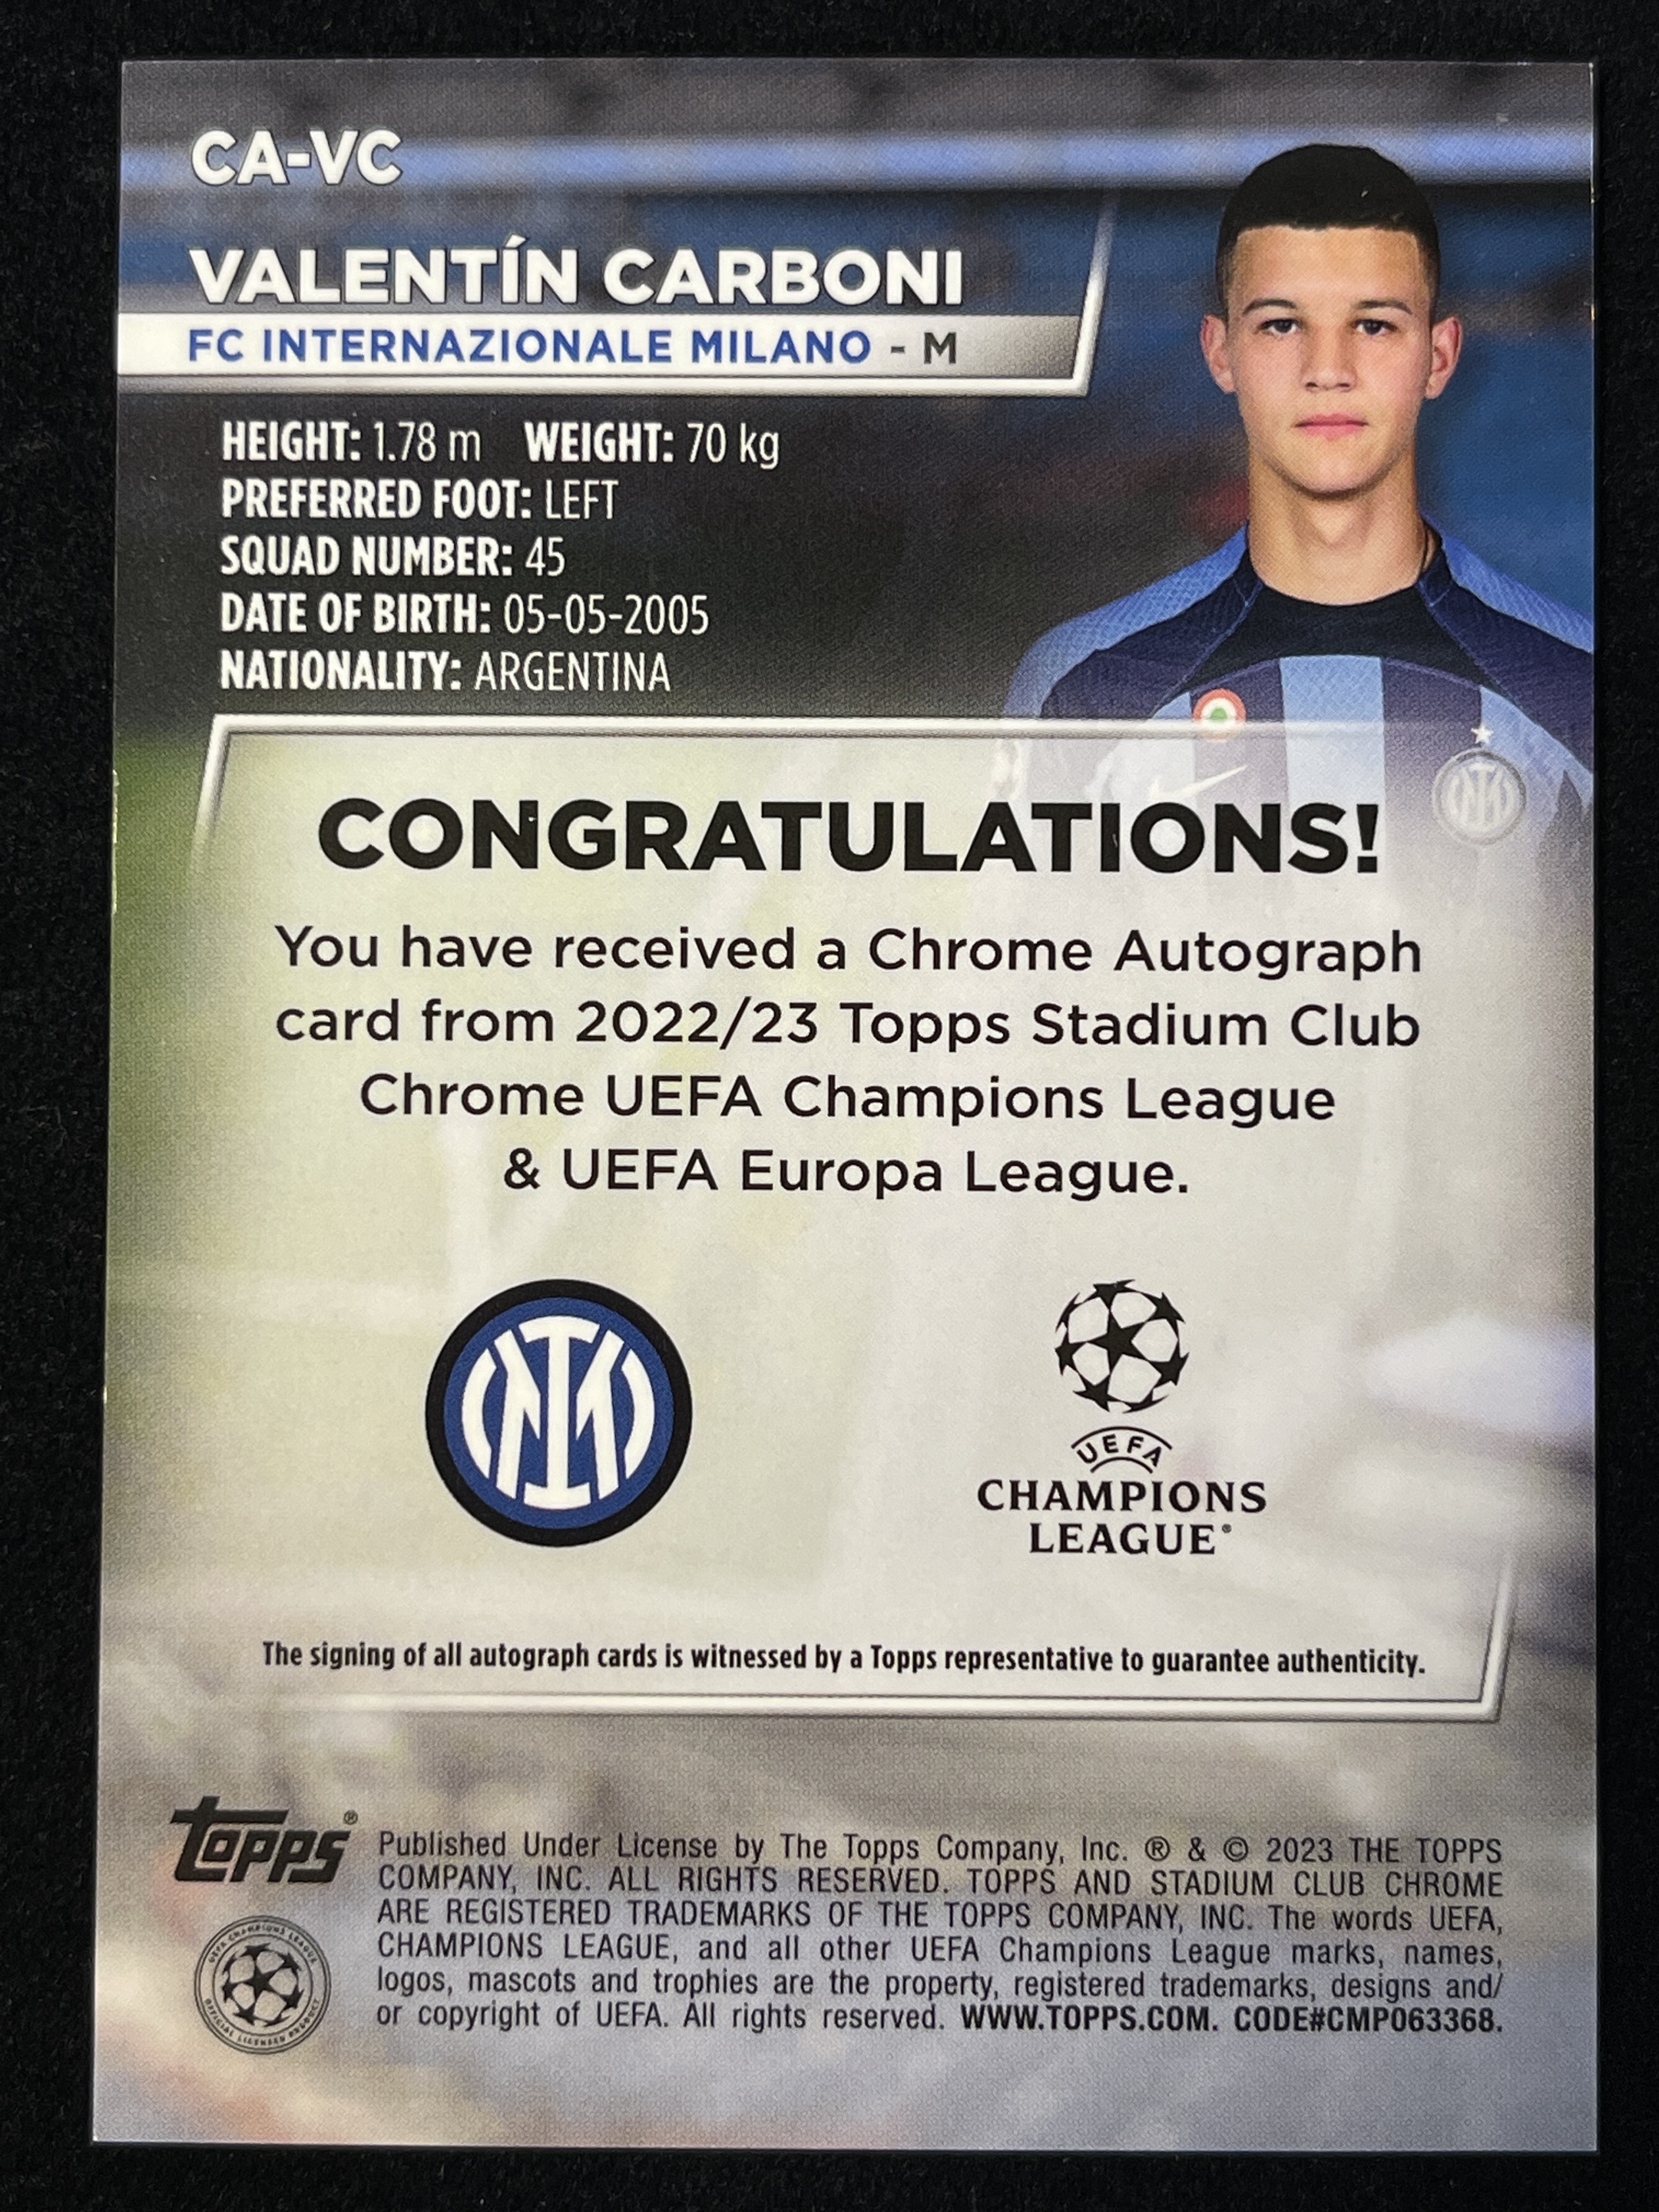 CA-VC
VALENTÍN CARBONI
FC INTERNAZIONALE MILANO - M
HEIGHT: 1.78 m WEIGHT: 70 kg
PREFERRED FOOT: LEFT
SQUAD NUMBER: 45
DATE OF BIRTH: 05-05-2005
NATIONALITY: ARGENTINA
CONGRATULATIONS!
You have received a Chrome Autograph
card from 2022/23 Topps Stadium Club
Chrome UEFA Champions League
& UEFA Europa League.
UEFA
CHAMPIONS
LEAGUE®
The signing of all autograph cards is witnessed by a Topps representative to guarantee authenticity.
Topps®
Published Under License by The Topps Company, Inc. ® & © 2023 THE TOPPS
COMPANY, INC. ALL RIGHTS RESERVED. TOPPS AND STADIUM CLUB CHROME
ARE REGISTERED TRADEMARKS OF THE TOPPS COMPANY, INC. The words UEFA,
CHAMPIONS LEAGUE, and all other UEFA Champions League marks, names,
logos, mascots and trophies are the property, registered trademarks, designs and/
or copyright of UEFA. All rights reserved. WWW.TOPPS.COM. CODE#CMP063368.
UEFA CHAMPIONS LEAGUE
OFFICIAL LICENSED PRODUCT